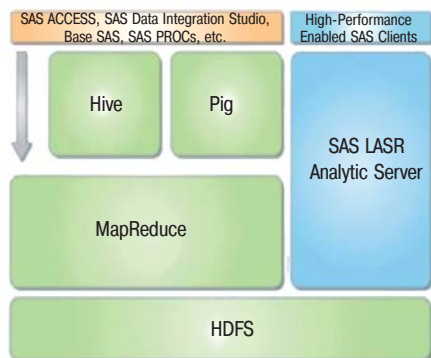 SAS ACCESS, SAS Data Integration Studio,
Base SAS, SAS PROCs, etc.
High-Performance
Enabled SAS Clients
Hive
Pig
SAS LASR
Analytic Server
MapReduce
HDFS